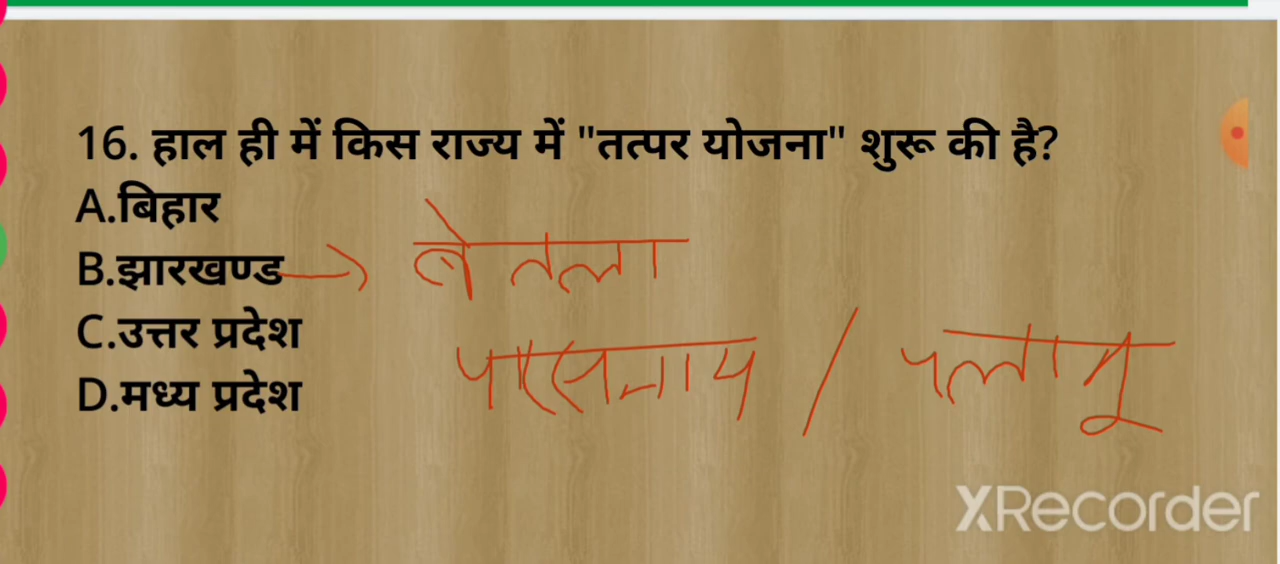 16. हाल ही में किस राज्य में "तत्पर योजना" शुरू की है?
A.बिहार
B.झारखण्ड
बेतला
C.उत्तर प्रदेश
पारसनाथ / पलामू
D.मध्य प्रदेश
XRecorder